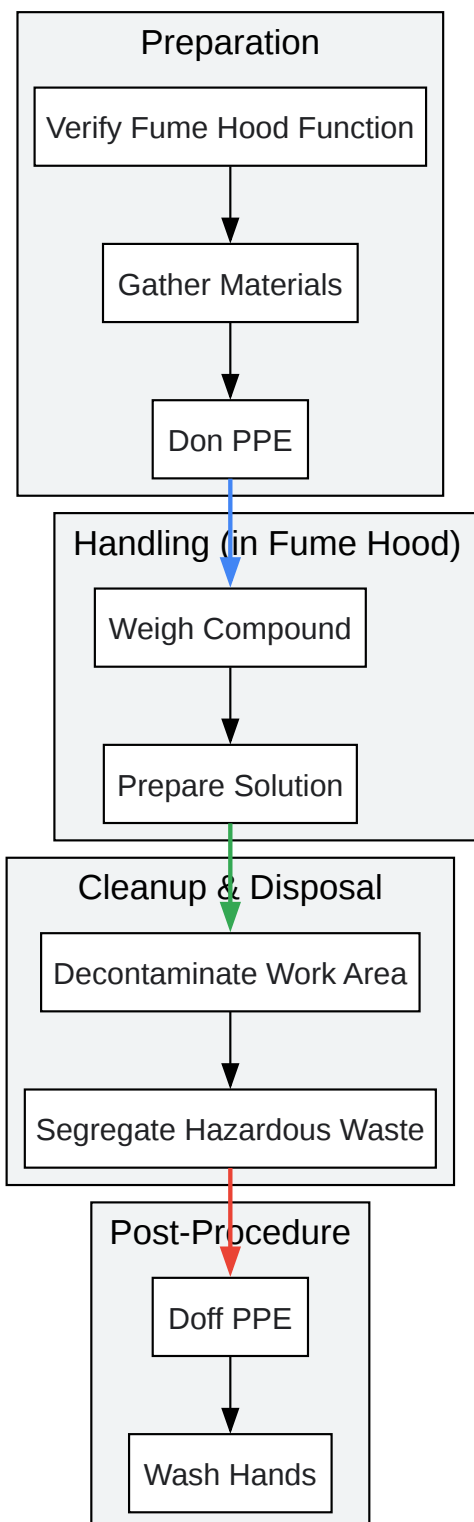 Preparation
Verify Fume Hood Function
Gather Materials
Don PPE
Handling (in Fume Hood)
Weigh Compound
Prepare Solution
Cleanup & Disposal
Decontaminate Work Area
Segregate Hazardous Waste
Post-Procedure
Doff PPE
Wash Hands